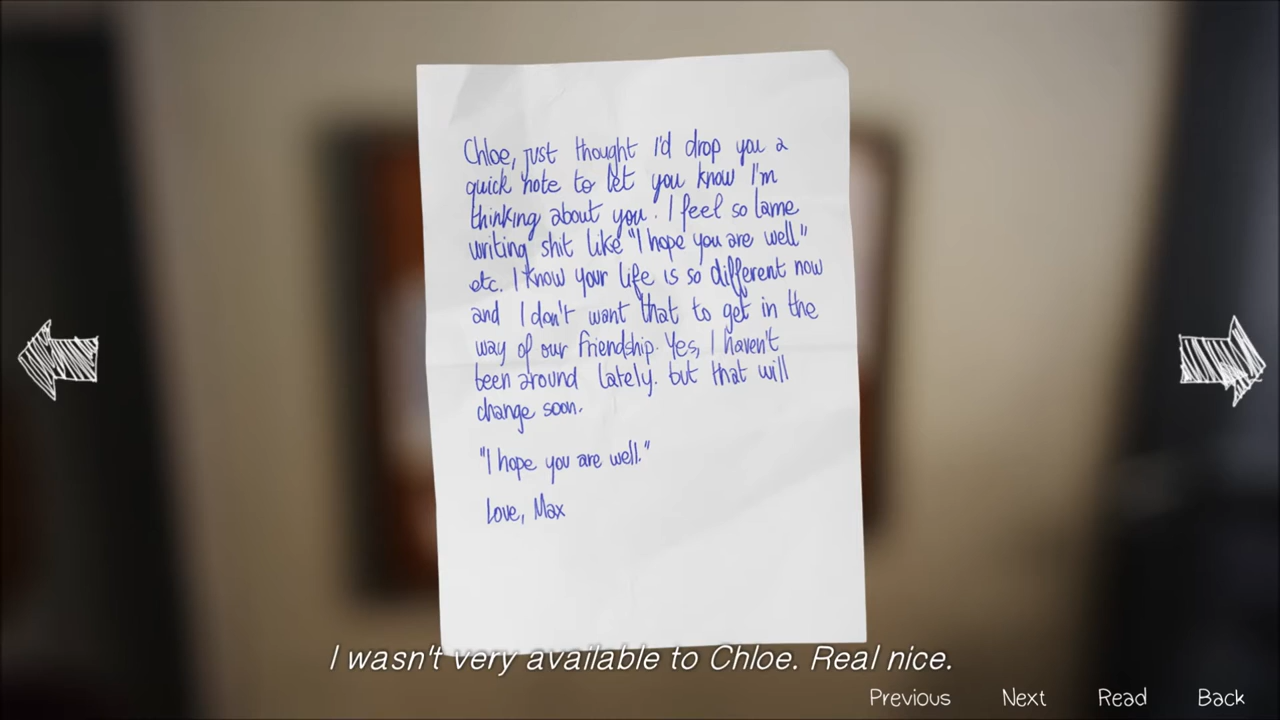 Chloe, just thought I'd drop you a
quick note to let you know I'm
thinking about you. I feel so lame
writing shit like "I hope you are well"
etc. I know your life is so different now
and I don't want that to get in the
way of our friendship. Yes, I haven't
been around lately. but that will
change soon.
"I hope you are well."
Love, Max
I wasn't very available to Chloe. Real nice.
Previous Next Read Back